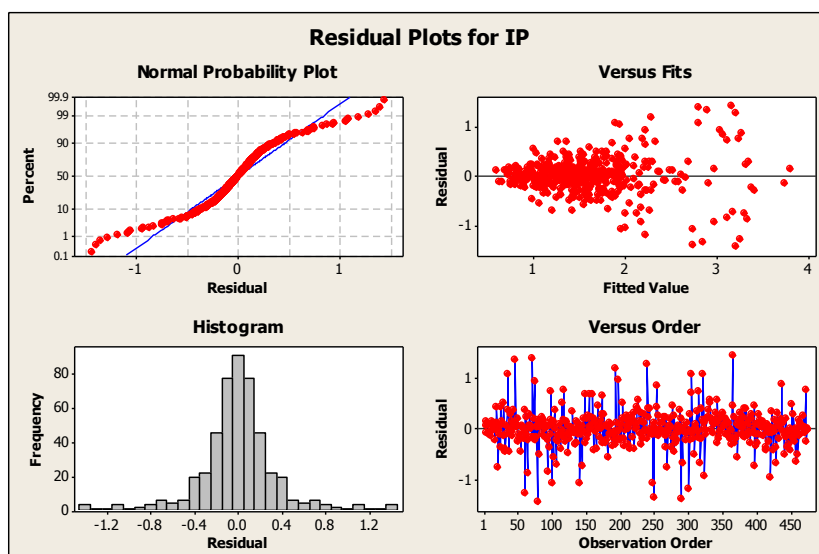 Residual Plots for IP
Normal Probability Plot
99.9
99
90
50
10
1
0.1
Percent
-1 0 1
Residual
Versus Fits
1
0
-1
Residual
1 2 3 4
Fitted Value
Histogram
80
60
40
20
0
Frequency
-1.2 -0.8 -0.4 0.0 0.4 0.8 1.2
Residual
Versus Order
1
0
-1
Residual
1 50 100 150 200 250 300 350 400 450
Observation Order